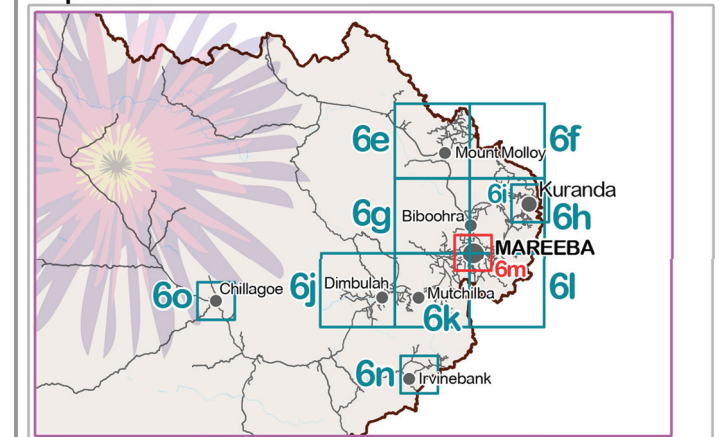 6e
6f
Mount Molloy
6i
Kuranda
6g
Biboohra
6h
MAREEBA
6m
6o
Chillagoe
6j
Dimbulah
Mutchilba
6l
6k
6n
Irvinebank